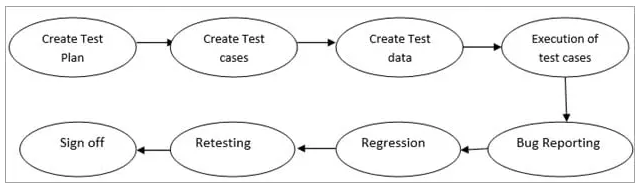 Create Test
Plan
Create Test
cases
Create Test
data
Execution of
test cases
Bug Reporting
Regression
Retesting
Sign off